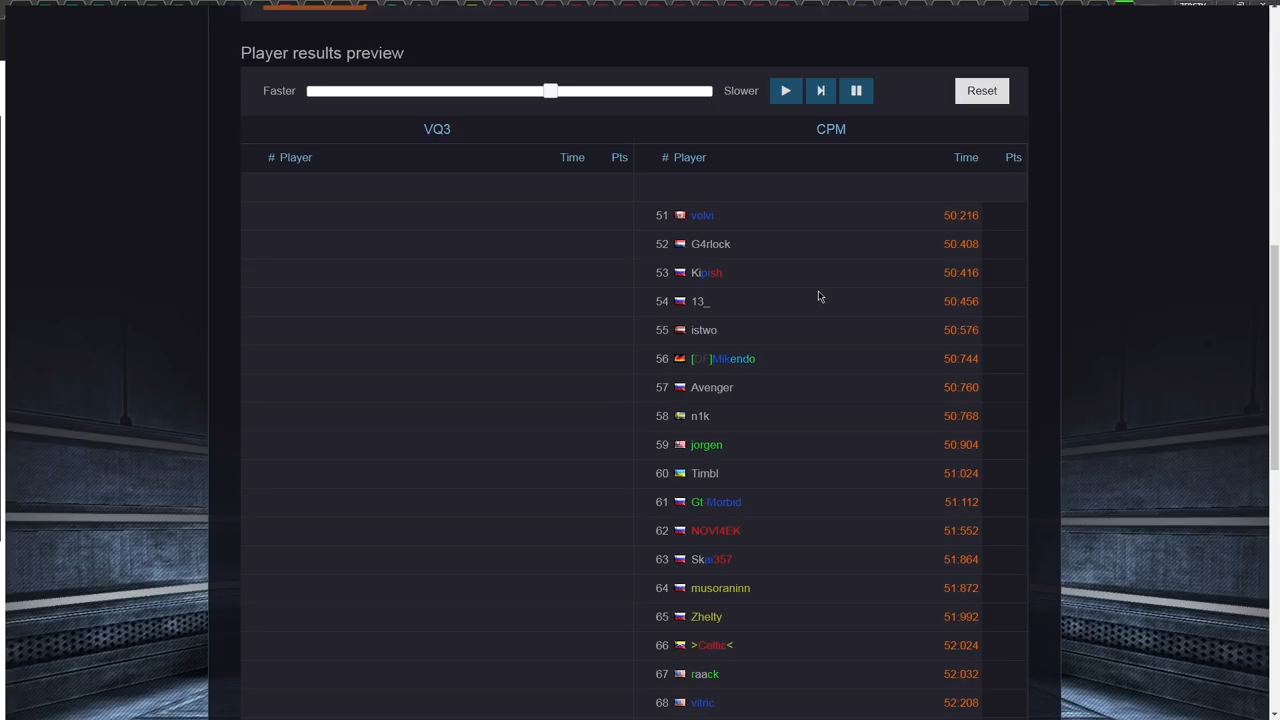 Player results preview
Faster Slower Reset
VQ3 CPM
# Player Time Pts # Player Time Pts
51 volvi 50:216
52 G4rlock 50:408
53 Kipish 50:416
54 13_ 50:456
55 istwo 50:576
56 [DF]Mikendo 50:744
57 Avenger 50:760
58 n1k 50:768
59 jorgen 50:904
60 Timbl 51:024
61 Gt-Morbid 51:112
62 NOVI4EK 51:552
63 Skai357 51:864
64 musoraninn 51:872
65 Zhelty 51:992
66 >Celtic< 52:024
67 raack 52:032
68 vitric 52:208